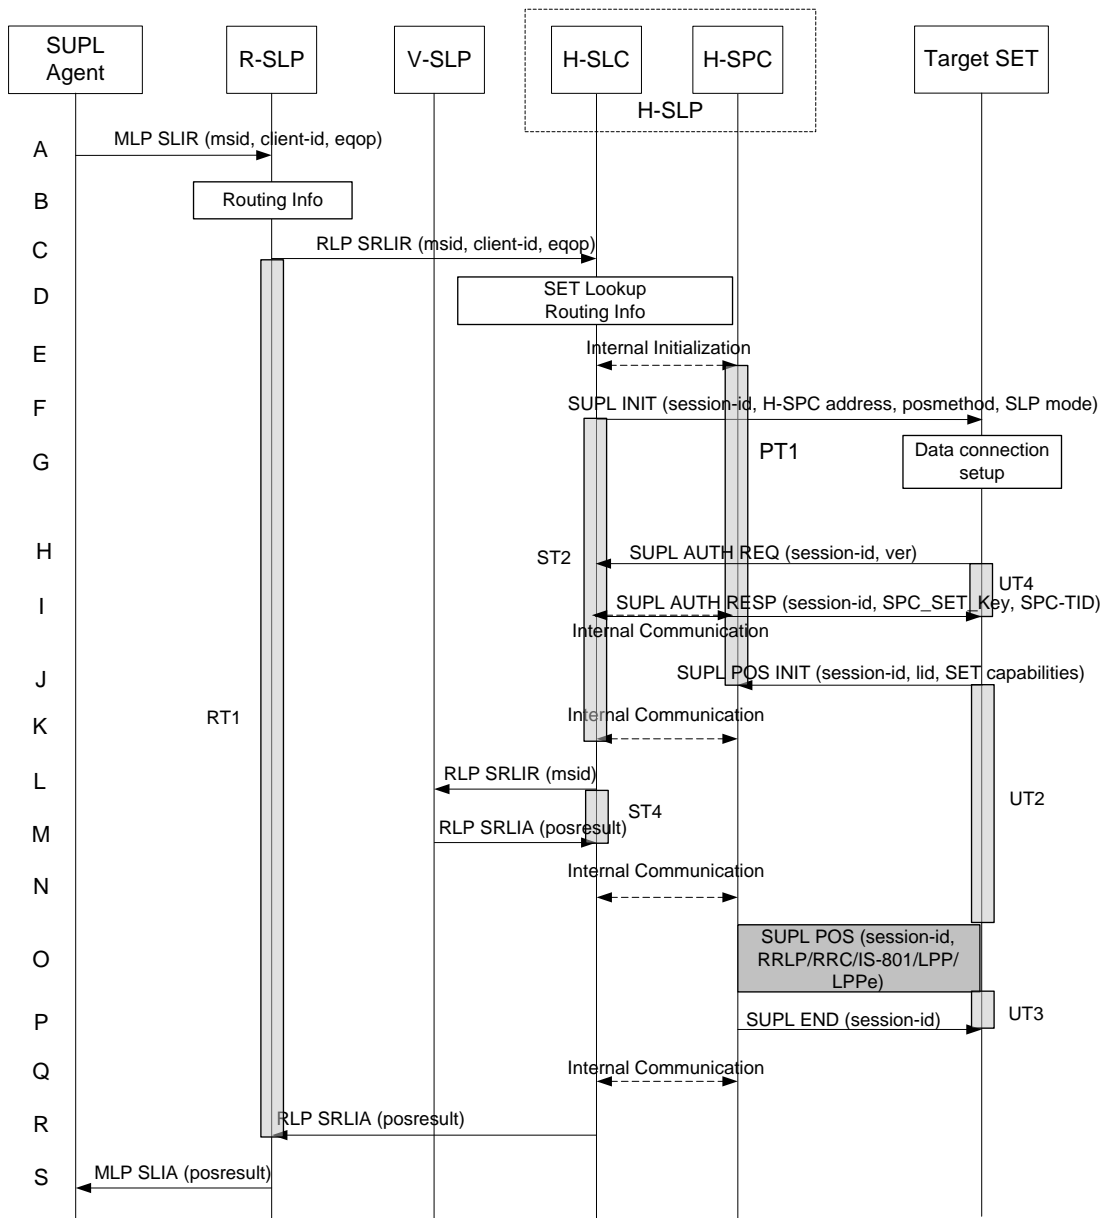 SUPL
Agent
R-SLP
V-SLP
H-SLC
H-SPC
Target SET
H-SLP
A
MLP SLIR (msid, client-id, eqop)
B
Routing Info
C
RLP SRLIR (msid, client-id, eqop)
D
SET Lookup
Routing Info
E
Internal Initialization
F
SUPL INIT (session-id, H-SPC address, posmethod, SLP mode)
G
PT1
Data connection
setup
H
ST2
SUPL AUTH REQ (session-id, ver)
UT4
I
SUPL AUTH RESP (session-id, SPC_SET_Key, SPC-TID)
Internal Communication
J
SUPL POS INIT (session-id, lid, SET capabilities)
RT1
K
Internal Communication
L
RLP SRLIR (msid)
ST4
UT2
M
RLP SRLIA (posresult)
N
Internal Communication
O
SUPL POS (session-id,
RRLP/RRC/IS-801/LPP/
LPPe)
P
SUPL END (session-id)
UT3
Q
Internal Communication
R
RLP SRLIA (posresult)
S
MLP SLIA (posresult)